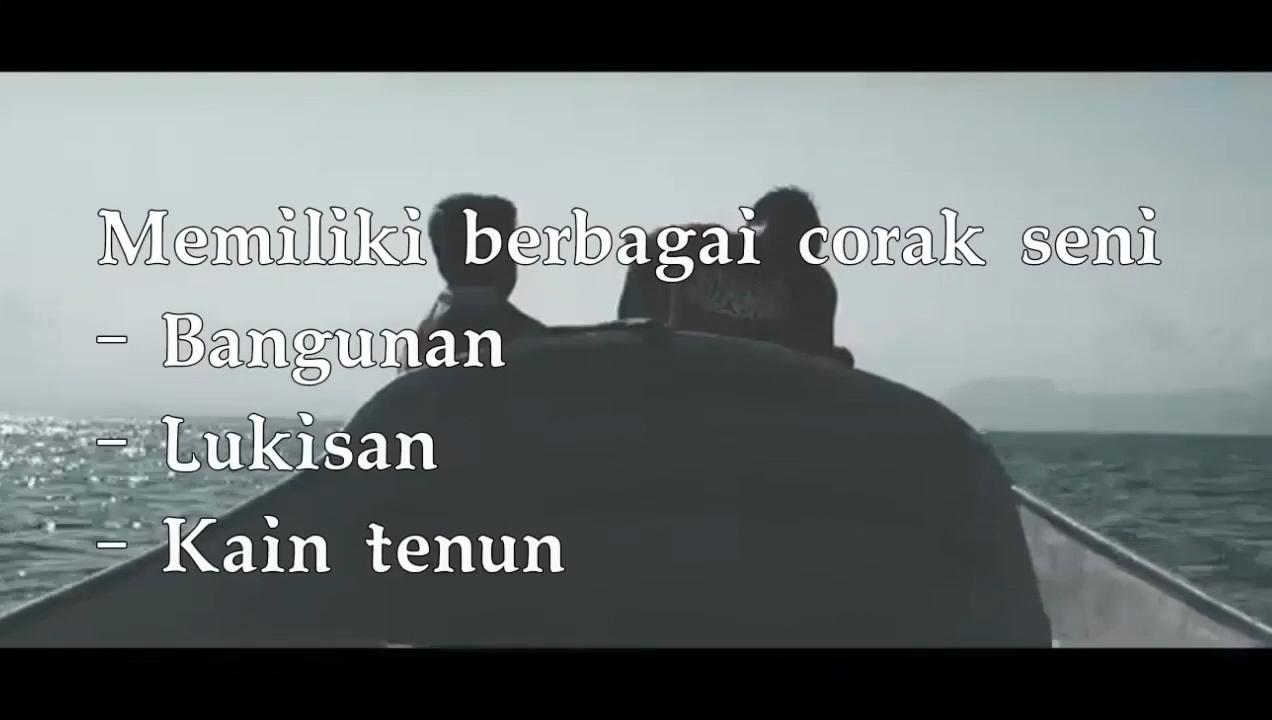 Memiliki berbagai corak seni
- Bangunan
- Lukisan
- Kain tenun